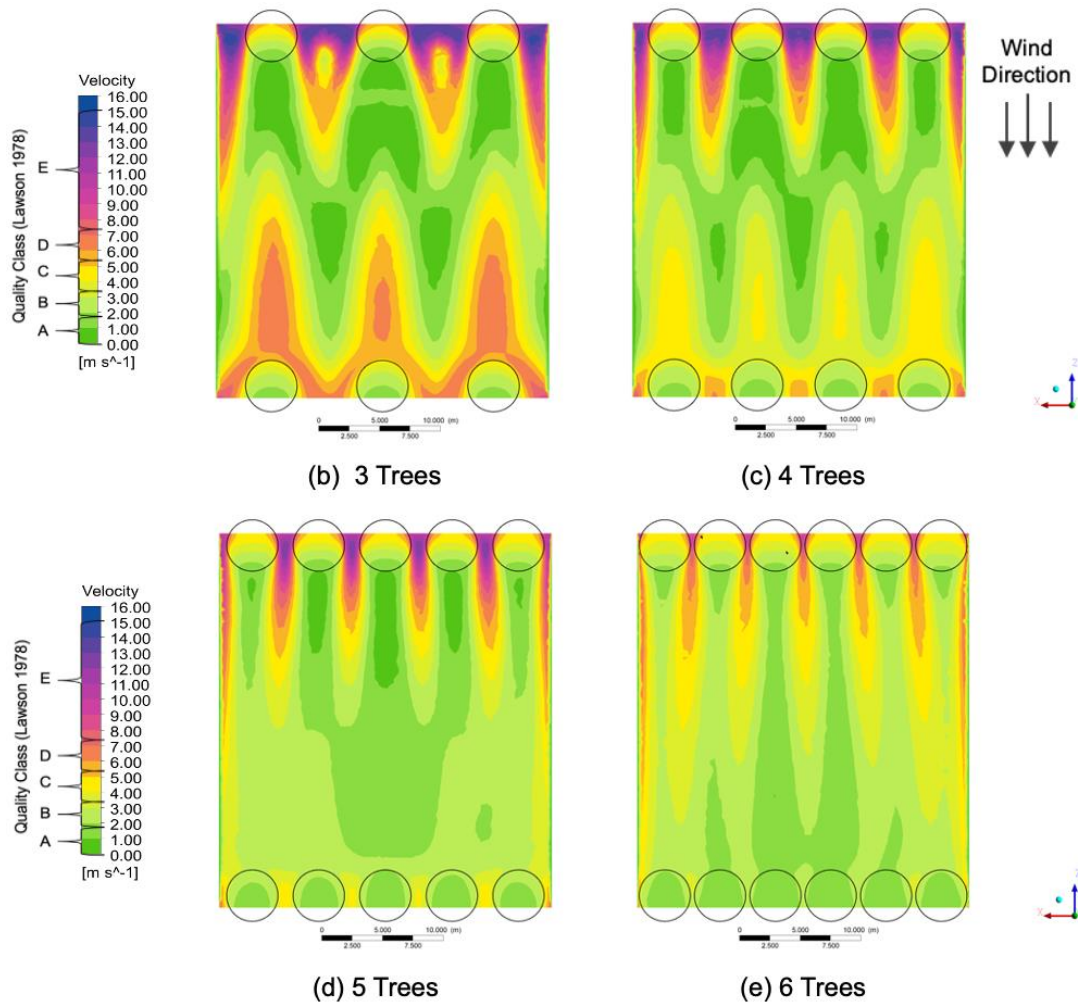 Wind
Direction
Velocity
16.00
15.00
14.00
13.00
12.00
11.00
10.00
9.00
8.00
7.00
6.00
5.00
4.00
3.00
2.00
1.00
0.00
[m s^-1]
Quality Class (Lawson 1978)
E
D
C
B
A
0 5.000 10.000 (m)
2.500 7.500
0 5.000 10.000 (m)
2.500 7.500
Z
X
(b) 3 Trees
(c) 4 Trees
Velocity
16.00
15.00
14.00
13.00
12.00
11.00
10.00
9.00
8.00
7.00
6.00
5.00
4.00
3.00
2.00
1.00
0.00
[m s^-1]
Quality Class (Lawson 1978)
E
D
C
B
A
0 5.000 10.000 (m)
2.500 7.500
0 5.000 10.000 (m)
2.500 7.500
Z
X
(d) 5 Trees
(e) 6 Trees